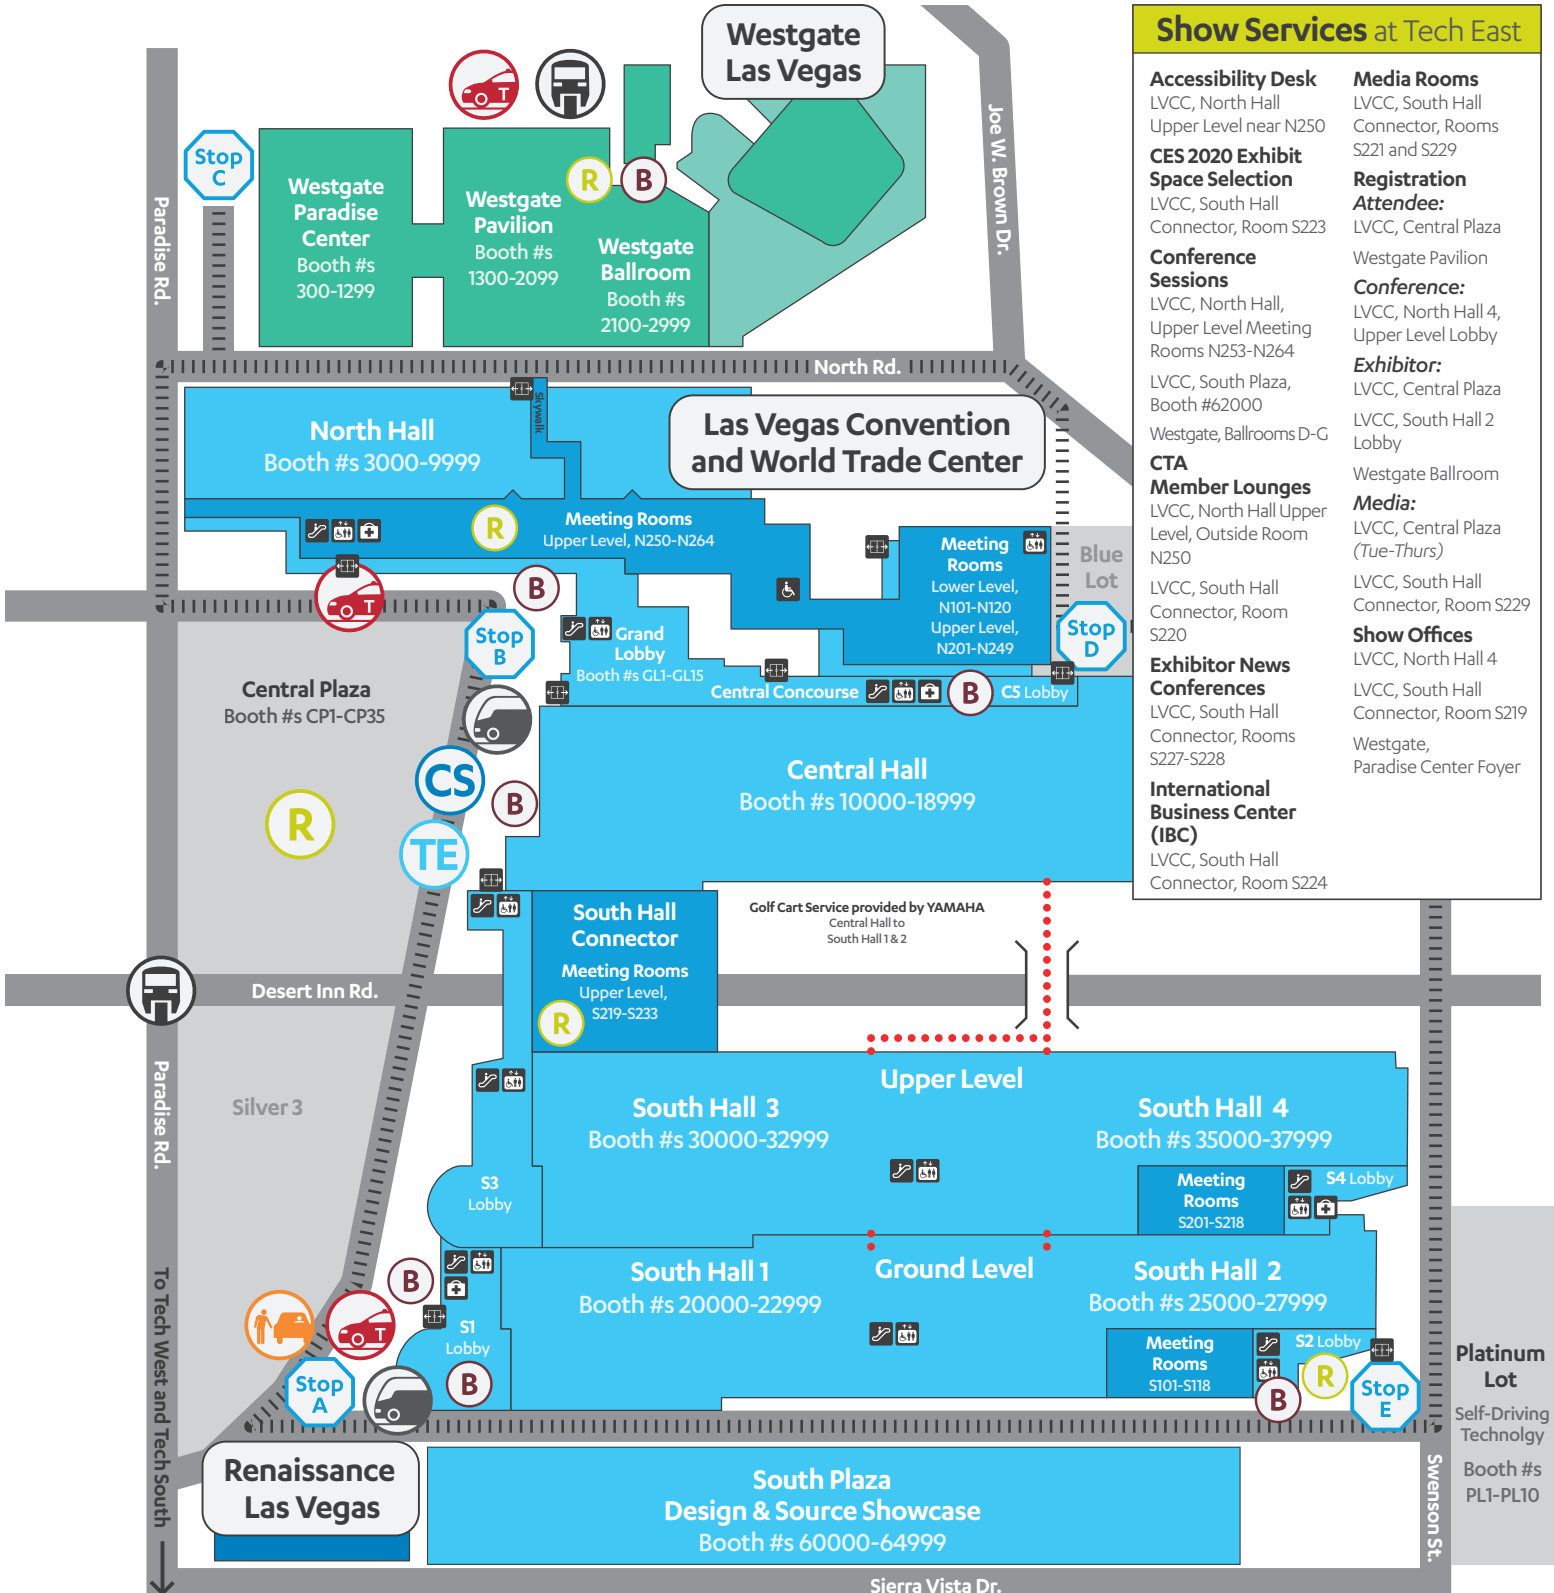 Westgate
Las Vegas
Joe W. Brown Dr.
Paradise Rd.
Stop
C
T
R
B
Westgate
Paradise
Center
Booth #s
300-1299
Westgate
Pavilion
Booth #s
1300-2099
Westgate
Ballroom
Booth #s
2100-2999
North Rd.
Skywalk
North Hall
Booth #s 3000-9999
Las Vegas Convention
and World Trade Center
R
Meeting Rooms
Upper Level, N250-N264
Meeting
Rooms
Lower Level,
N101-N120
Upper Level,
N201-N249
Blue
Lot
Stop
D
T
B
Stop
B
Grand
Lobby
Booth #s GL1-GL15
Central Concourse
B
C5 Lobby
Central Plaza
Booth #s CP1-CP35
CS
B
R
TE
Central Hall
Booth #s 10000-18999
South Hall
Connector
Meeting Rooms
Upper Level,
S219-S233
R
Golf Cart Service provided by YAMAHA
Central Hall to
South Hall 1 & 2
Desert Inn Rd.
Paradise Rd.
Silver 3
Upper Level
South Hall 3
Booth #s 30000-32999
South Hall 4
Booth #s 35000-37999
S3
Lobby
Meeting
Rooms
S201-S218
S4 Lobby
South Hall 1
Booth #s 20000-22999
Ground Level
South Hall 2
Booth #s 25000-27999
B
T
S1
Lobby
B
Stop
A
Meeting
Rooms
S101-S118
S2 Lobby
R
B
Stop
E
Platinum
Lot
Self-Driving
Technolgy
Booth #s
PL1-PL10
To Tech West and Tech South
Renaissance
Las Vegas
South Plaza
Design & Source Showcase
Booth #s 60000-64999
Swenson St.
Sierra Vista Dr.
Show Services at Tech East
Accessibility Desk
LVCC, North Hall
Upper Level near N250
CES 2020 Exhibit
Space Selection
LVCC, South Hall
Connector, Room S223
Conference
Sessions
LVCC, North Hall,
Upper Level Meeting
Rooms N253-N264
LVCC, South Plaza,
Booth #62000
Westgate, Ballrooms D-G
CTA
Member Lounges
LVCC, North Hall Upper
Level, Outside Room
N250
LVCC, South Hall
Connector, Room
S220
Exhibitor News
Conferences
LVCC, South Hall
Connector, Rooms
S227-S228
International
Business Center
(IBC)
LVCC, South Hall
Connector, Room S224
Media Rooms
LVCC, South Hall
Connector, Rooms
S221 and S229
Registration
Attendee:
LVCC, Central Plaza
Westgate Pavilion
Conference:
LVCC, North Hall 4,
Upper Level Lobby
Exhibitor:
LVCC, Central Plaza
LVCC, South Hall 2
Lobby
Westgate Ballroom
Media:
LVCC, Central Plaza
(Tue-Thurs)
LVCC, South Hall
Connector, Room S229
Show Offices
LVCC, North Hall 4
LVCC, South Hall
Connector, Room S219
Westgate,
Paradise Center Foyer